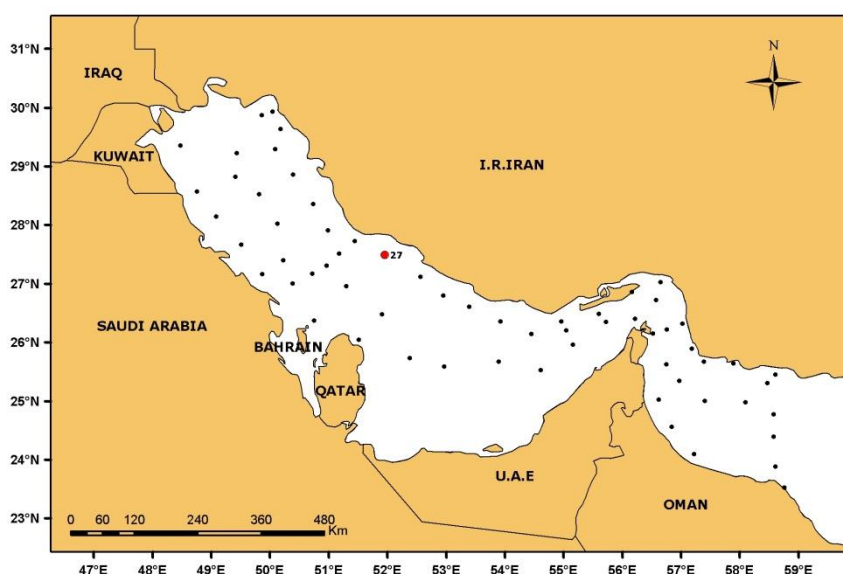 N
31°N
IRAQ
30°N
29°N
KUWAIT
I.R.IRAN
28°N
27
27°N
SAUDI ARABIA
26°N
BAHRAIN
QATAR
25°N
24°N
U.A.E
OMAN
23°N
0 60 120 240 360 480
Km
47°E 48°E 49°E 50°E 51°E 52°E 53°E 54°E 55°E 56°E 57°E 58°E 59°E